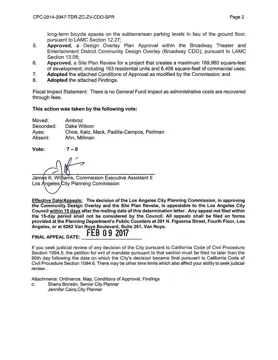 CPC-2014-2947-TDR-ZC-ZV-CDO-SPR Page 2
long-term bicycle spaces on the subterranean parking levels in lieu of the ground floor,
pursuant to LAMC Section 12.27;
5. Approved, a Design Overlay Plan Approval within the Broadway Theater and
Entertainment District Community Design Overlay (Broadway CDO), pursuant to LAMC
Section 13.08;
6. Approved, a Site Plan Review for a project that creates a maximum 189,980 square-feet
of development, including 163 residential units and 6,406 square-feet of commercial uses;
7. Adopted the attached Conditions of Approval as modified by the Commission; and
8. Adopted the attached Findings.
Fiscal Impact Statement: There is no General Fund impact as administrative costs are recovered
through fees.
This action was taken by the following vote:
Moved: Ambroz
Seconded: Dake Wilson
Ayes: Choe, Katz, Mack, Padilla-Campos, Perlman
Absent: Ahn, Millman
Vote: 7 – 0
James K. Williams, Commission Executive Assistant II
Los Angeles City Planning Commission
Effective Date/Appeals: The decision of the Los Angeles City Planning Commission, in approving
the Community Design Overlay and the Site Plan Review, is appealable to the Los Angeles City
Council within 15 days after the mailing date of this determination letter. Any appeal not filed within
the 15-day period shall not be considered by the Council. All appeals shall be filed on forms
provided at the Planning Department's Public Counters at 201 N. Figueroa Street, Fourth Floor, Los
Angeles, or at 6262 Van Nuys Boulevard, Suite 251, Van Nuys.
FINAL APPEAL DATE: FEB 09 2017
If you seek judicial review of any decision of the City pursuant to California Code of Civil Procedure
Section 1094.5, the petition for writ of mandate pursuant to that section must be filed no later than the
90th day following the date on which the City's decision became final pursuant to California Code of
Civil Procedure Section 1094.6. There may be other time limits which also affect your ability to seek judicial
review.
Attachments: Ordinance, Map, Conditions of Approval, Findings
c: Shana Bonstin, Senior City Planner
Jenifer Caira,City Planner